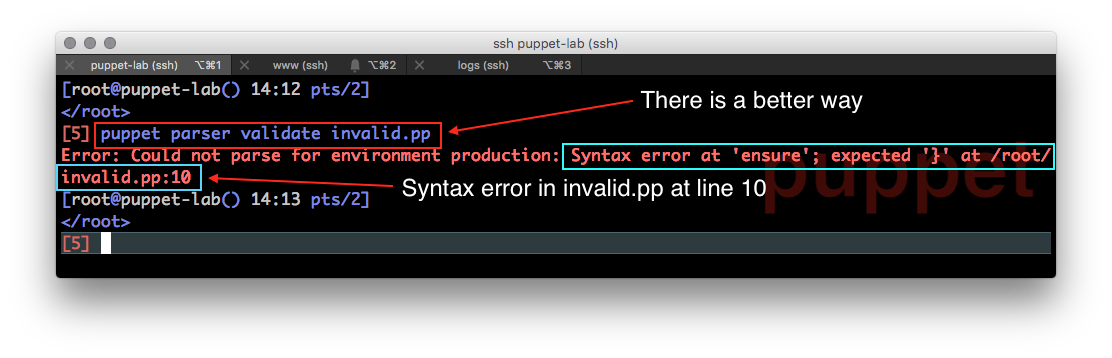 ssh puppet-lab (ssh)
puppet-lab (ssh) ⌥⌘1 www (ssh) ⌥⌘2 logs (ssh) ⌥⌘3
[root@puppet-lab() 14:12 pts/2]
There is a better way
</root>
[5] puppet parser validate invalid.pp
Error: Could not parse for environment production: Syntax error at 'ensure'; expected '}' at /root/
invalid.pp:10
Syntax error in invalid.pp at line 10
puppet
[root@puppet-lab() 14:13 pts/2]
</root>
[5]